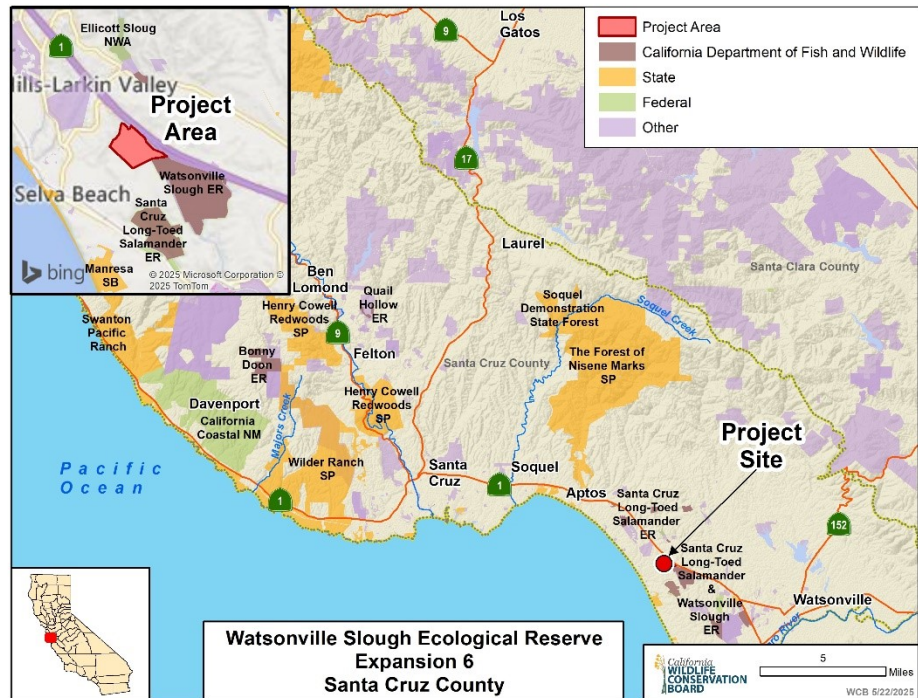 Ellicott Sloug
NWA
1
ills-Larkin Valley
Project
Area
Watsonville
Slough ER
Selva Beach
Santa
Cruz
Long-Toed
Salamander
ER
Manresa
SB
bing
© 2025 Microsoft Corporation ©
2025 TomTom
Los
Gatos
9
17
Laurel
Project Area
California Department of Fish and Wildlife
State
Federal
Other
Santa Clara County
Ben
Lomond
Quail
Hollow
ER
Henry Cowell
Redwoods
SP
9
Felton
Swanton
Pacific
Ranch
Bonny
Doon
ER
Henry Cowell
Redwoods
SP
Davenport
California
Coastal NM
Majors Creek
Wilder Ranch
SP
1
Santa Cruz County
Soquel
Demonstration
State Forest
Soquel Creek
The Forest of
Nisene Marks
SP
Santa
Cruz
Soquel
1
Aptos
Project
Site
Santa Cruz
Long-Toed
Salamander
ER
Santa Cruz
Long-Toed
Salamander
&
Watsonville
Slough
ER
152
Watsonville
ro River
Pacific
Ocean
Watsonville Slough Ecological Reserve
Expansion 6
Santa Cruz County
California
WILDLIFE
CONSERVATION
BOARD
5
Miles
WCB 5/22/2025